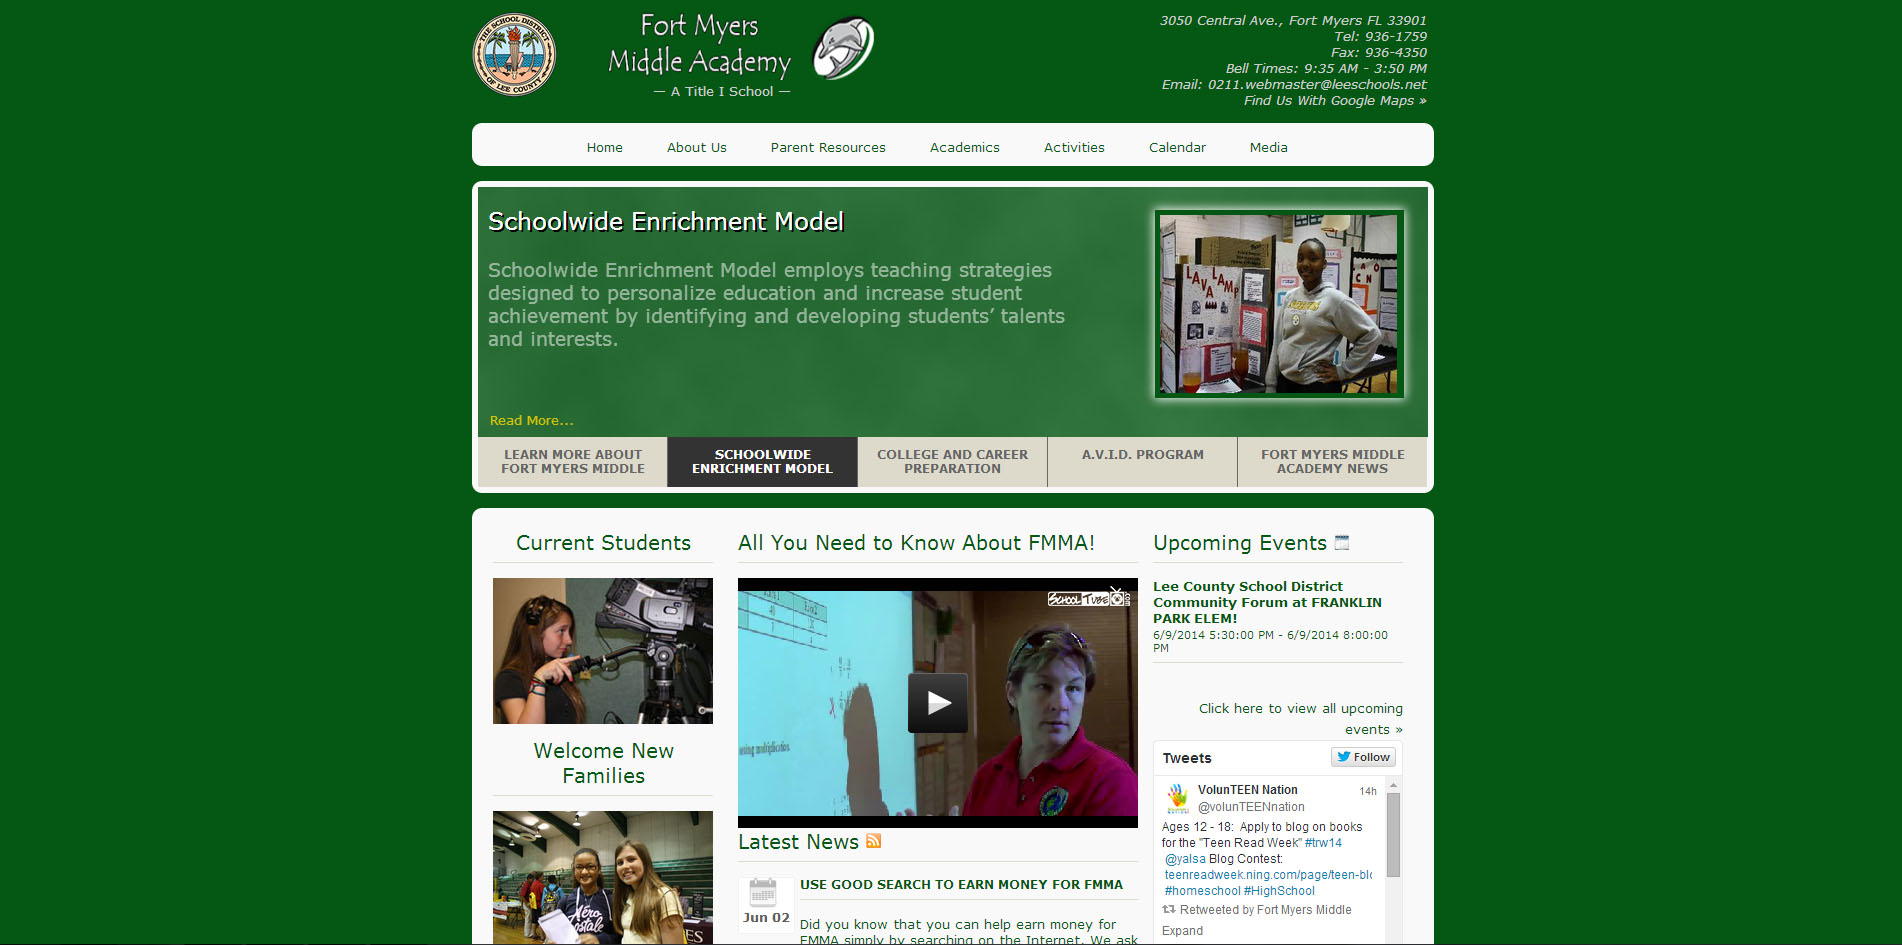 THE SCHOOL DISTRICT
OF LEE COUNTY
Fort Myers
Middle Academy
— A Title I School —
3050 Central Ave., Fort Myers FL 33901
Tel: 936-1759
Fax: 936-4350
Bell Times: 9:35 AM - 3:50 PM
Email: 0211.webmaster@leeschools.net
Find Us With Google Maps »
Home About Us Parent Resources Academics Activities Calendar Media
Schoolwide Enrichment Model
Schoolwide Enrichment Model employs teaching strategies
designed to personalize education and increase student
achievement by identifying and developing students’ talents
and interests.
Read More...
LAVA LAMP
LEARN MORE ABOUT
FORT MYERS MIDDLE
SCHOOLWIDE
ENRICHMENT MODEL
COLLEGE AND CAREER
PREPARATION
A.V.I.D. PROGRAM
FORT MYERS MIDDLE
ACADEMY NEWS
Current Students
Welcome New
Families
All You Need to Know About FMMA!
SCHOOLTUBE.com
using multiplication
Latest News
Jun 02
USE GOOD SEARCH TO EARN MONEY FOR FMMA
Did you know that you can help earn money for
FMMA simply by searching on the Internet. We ask
Upcoming Events
Lee County School District
Community Forum at FRANKLIN
PARK ELEM!
6/9/2014 5:30:00 PM - 6/9/2014 8:00:00
PM
Click here to view all upcoming
events »
Tweets Follow
VolunTEEN Nation 14h
@volunTEENnation
Ages 12 - 18: Apply to blog on books
for the "Teen Read Week" #trw14
@yalsa Blog Contest:
teenreadweek.ning.com/page/teen-blo
#homeschool #HighSchool
Retweeted by Fort Myers Middle
Expand